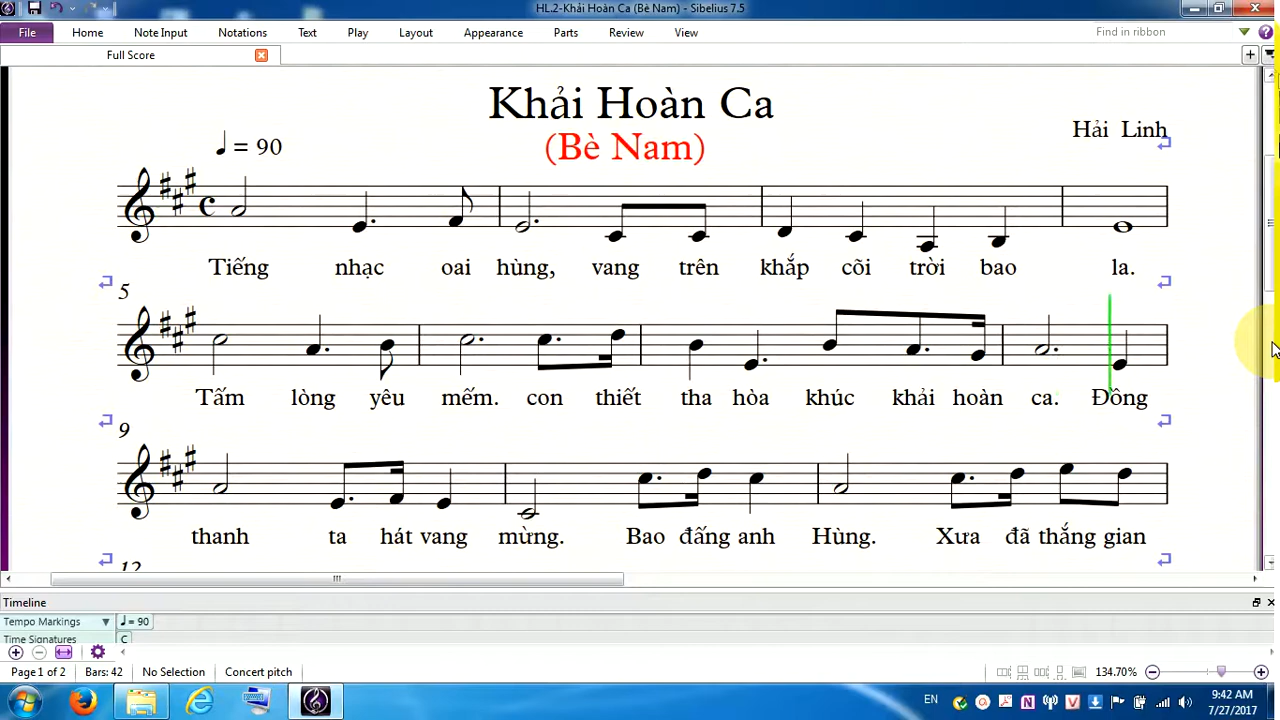 HL.2-Khải Hoàn Ca (Bè Nam) - Sibelius 7.5
File Home Note Input Notations Text Play Layout Appearance Parts Review View Find in ribbon
Full Score
Khải Hoàn Ca
(Bè Nam)
Hải Linh
= 90
Tiếng nhạc oai hùng, vang trên khắp cõi trời bao la.
5
Tấm lòng yêu mếm. con thiết tha hòa khúc khải hoàn ca. Đồng
9
thanh ta hát vang mừng. Bao đấng anh Hùng. Xưa đã thắng gian
12
Timeline
Tempo Markings = 90
Time Signatures C
Page 1 of 2 Bars: 42 No Selection Concert pitch 134.70%
EN 9:42 AM
7/27/2017